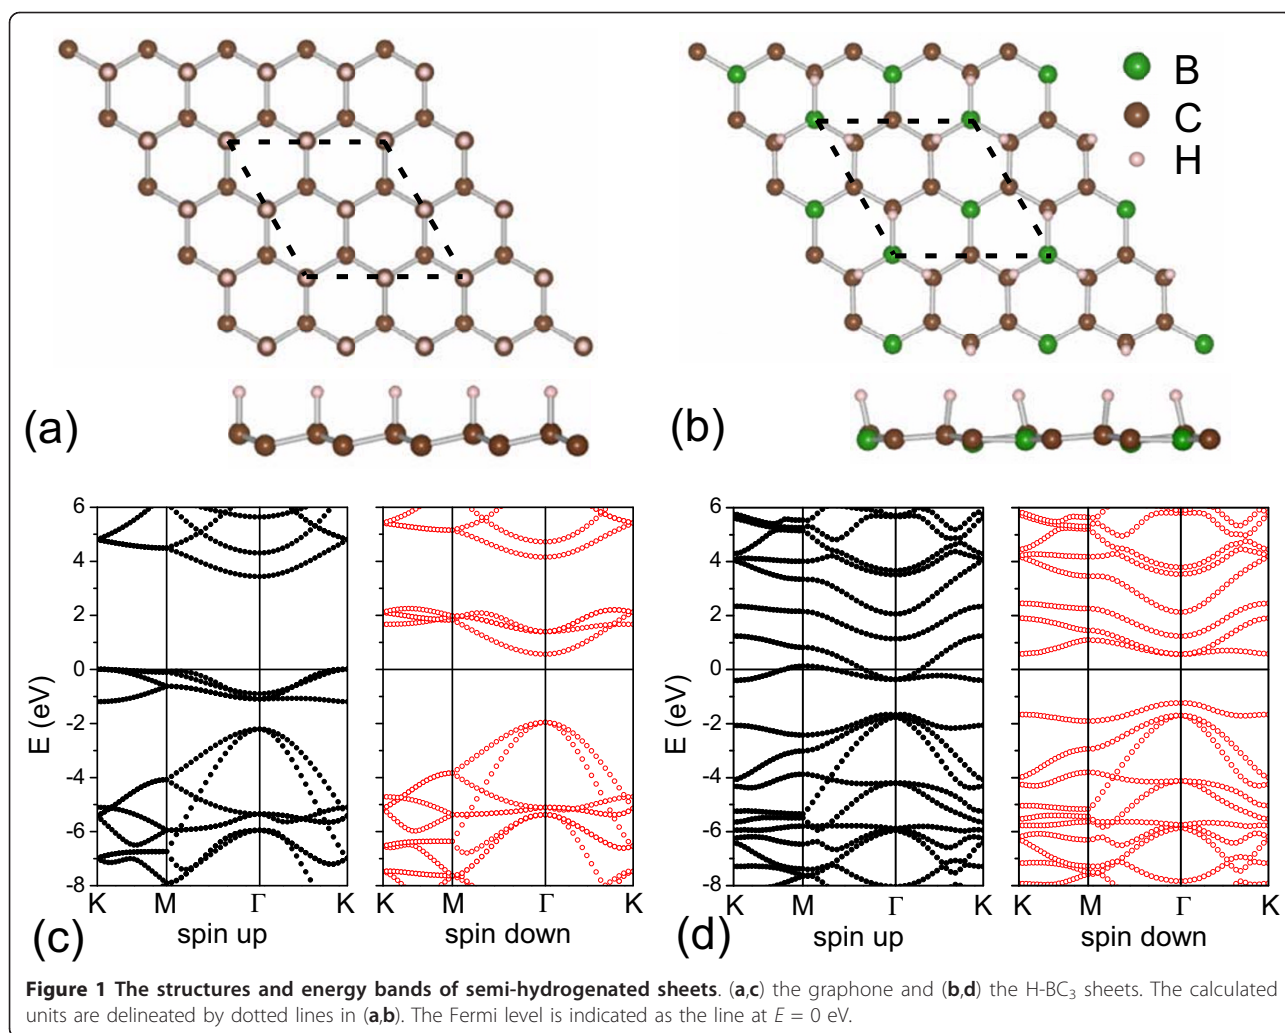 B
C
H
(a)
(b)
6
4
2
0
-2
-4
-6
-8
E (eV)
K M Γ K K M Γ K
spin up spin down
(c)
6
4
2
0
-2
-4
-6
-8
E (eV)
K M Γ K K M Γ K
spin up spin down
(d)
Figure 1 The structures and energy bands of semi-hydrogenated sheets. (a,c) the graphone and (b,d) the H-BC₃ sheets. The calculated
units are delineated by dotted lines in (a,b). The Fermi level is indicated as the line at E = 0 eV.